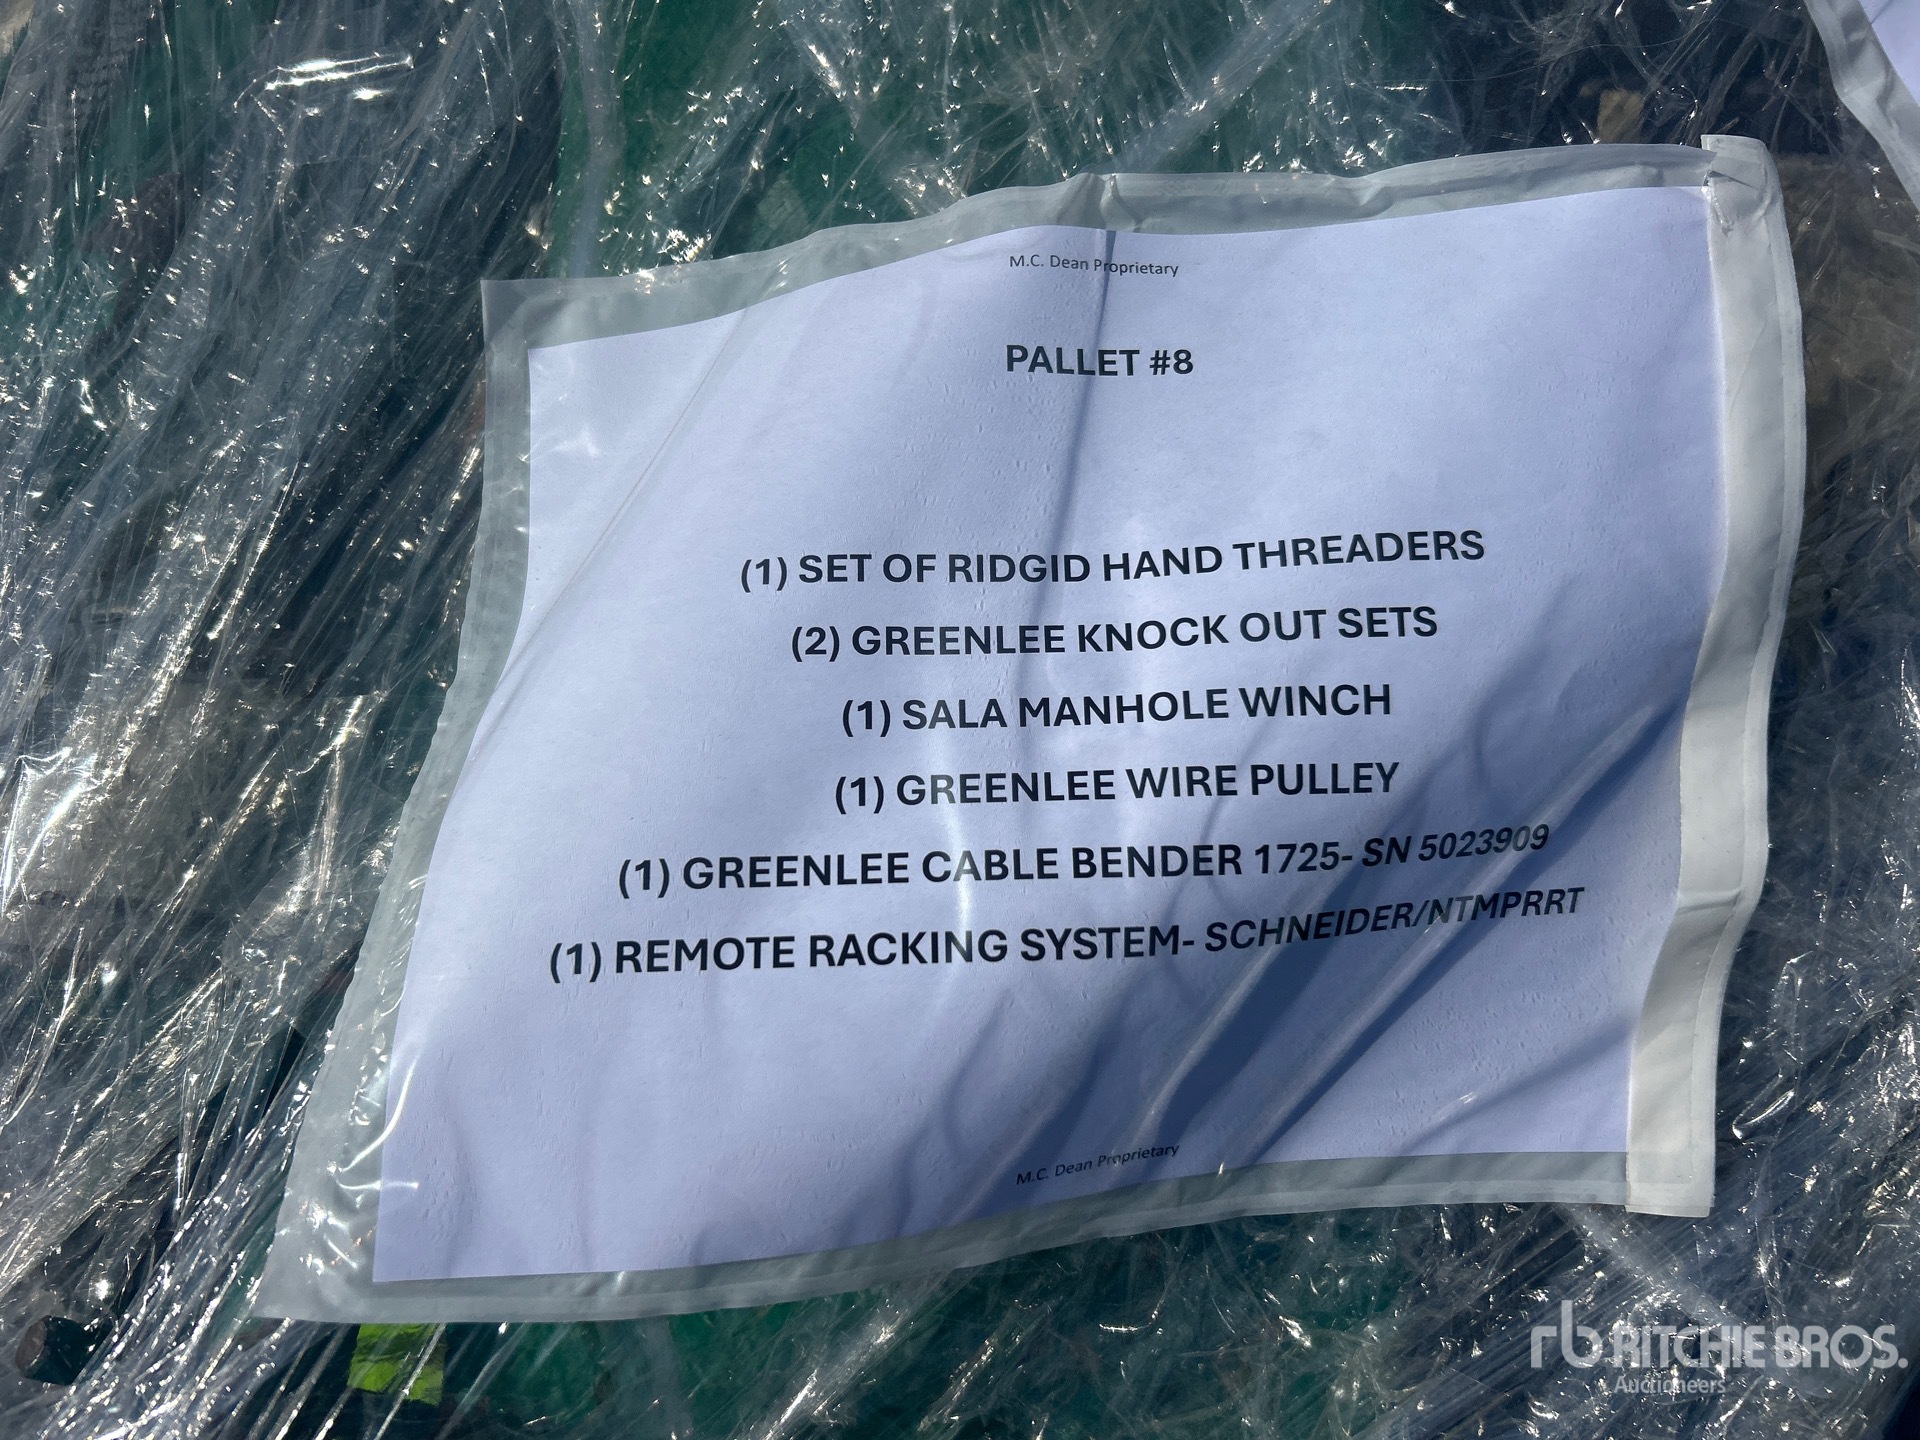 M.C. Dean Proprietary
PALLET #8
(1) SET OF RIDGID HAND THREADERS
(2) GREENLEE KNOCK OUT SETS
(1) SALA MANHOLE WINCH
(1) GREENLEE WIRE PULLEY
(1) GREENLEE CABLE BENDER 1725- SN 5023909
(1) REMOTE RACKING SYSTEM- SCHNEIDER/NTMPRRT
M.C. Dean Proprietary
rb RITCHIE BROS.
Auctioneers